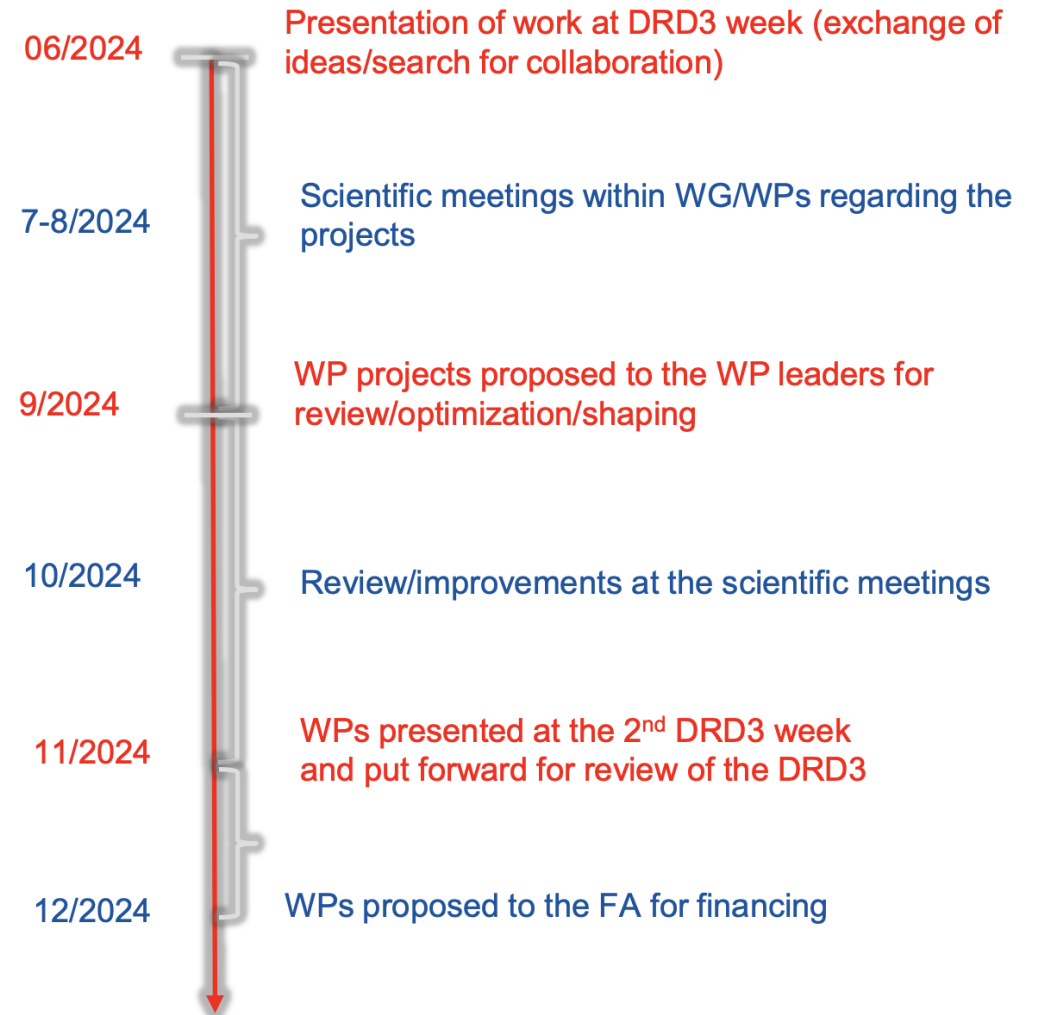 06/2024
Presentation of work at DRD3 week (exchange of
ideas/search for collaboration)
7-8/2024
Scientific meetings within WG/WPs regarding the
projects
9/2024
WP projects proposed to the WP leaders for
review/optimization/shaping
10/2024
Review/improvements at the scientific meetings
11/2024
WPs presented at the 2nd DRD3 week
and put forward for review of the DRD3
12/2024
WPs proposed to the FA for financing